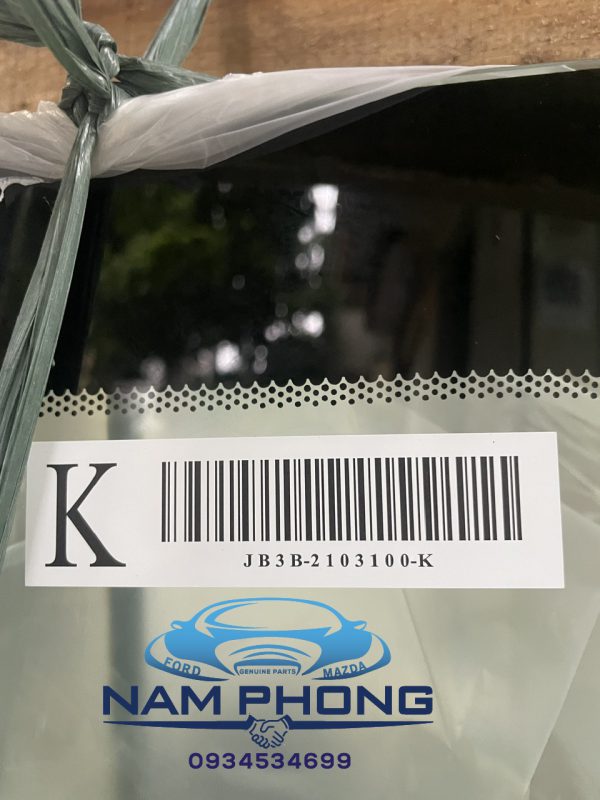 K
JB3B-2103100-K
FORD
GENUINE PARTS
MAZDA
NAM PHONG
0934534699